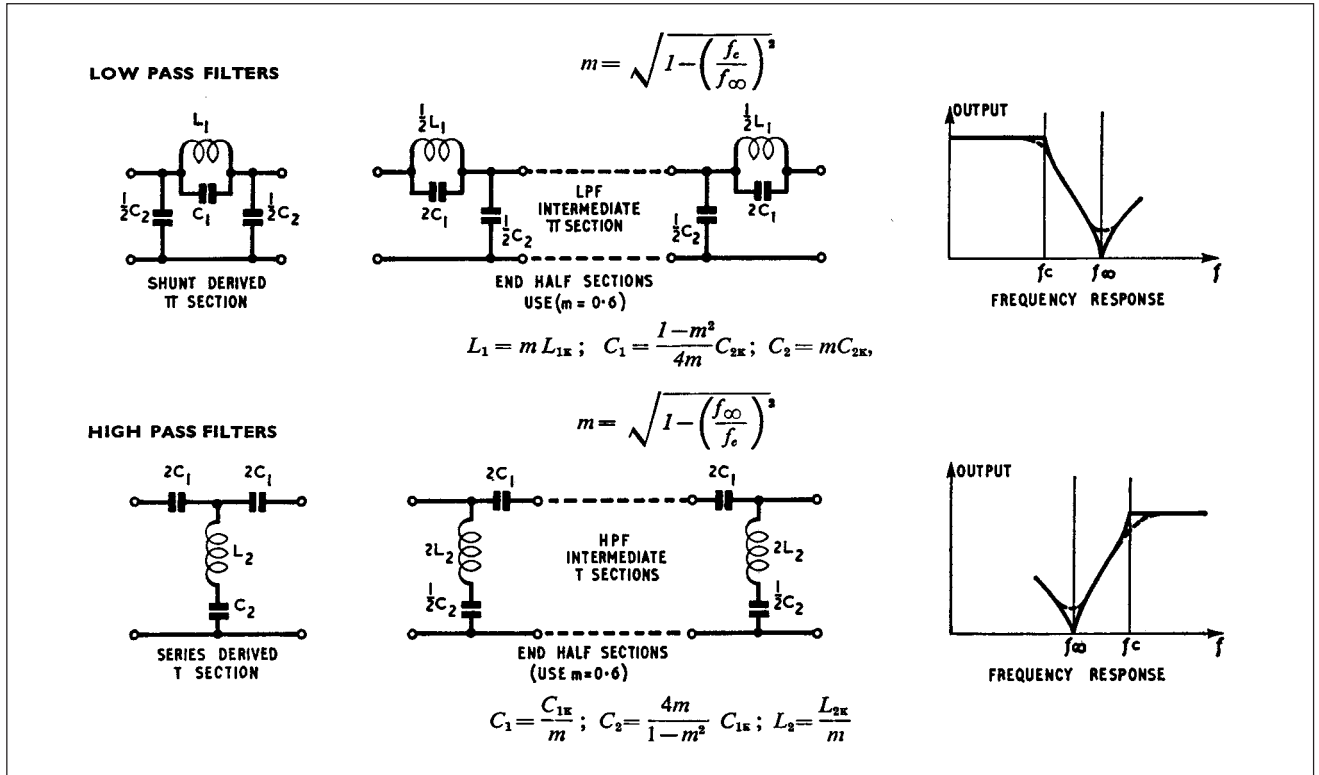 LOW PASS FILTERS
m = √(1−(f_c/f_∞)²)
L₁
C₁
½C₂
½C₂
SHUNT DERIVED
π SECTION
½L₁
2C₁
½C₂
LPF
INTERMEDIATE
π SECTION
½L₁
2C₁
½C₂
END HALF SECTIONS
USE (m = 0·6)
OUTPUT
fc
f∞
f
FREQUENCY RESPONSE
L₁ = m L₁ₖ ; C₁ = (1−m²)/(4m) C₂ₖ ; C₂ = mC₂ₖ,
HIGH PASS FILTERS
m = √(1−(f_∞/f_c)²)
2C₁
2C₁
L₂
C₂
SERIES DERIVED
T SECTION
2C₁
2L₂
½C₂
HPF
INTERMEDIATE
T SECTIONS
2C₁
2L₂
½C₂
END HALF SECTIONS
(USE m=0·6)
OUTPUT
f∞
fc
f
FREQUENCY RESPONSE
C₁ = C₁ₖ/m ; C₂ = 4m/(1−m²) C₁ₖ ; L₂ = L₂ₖ/m